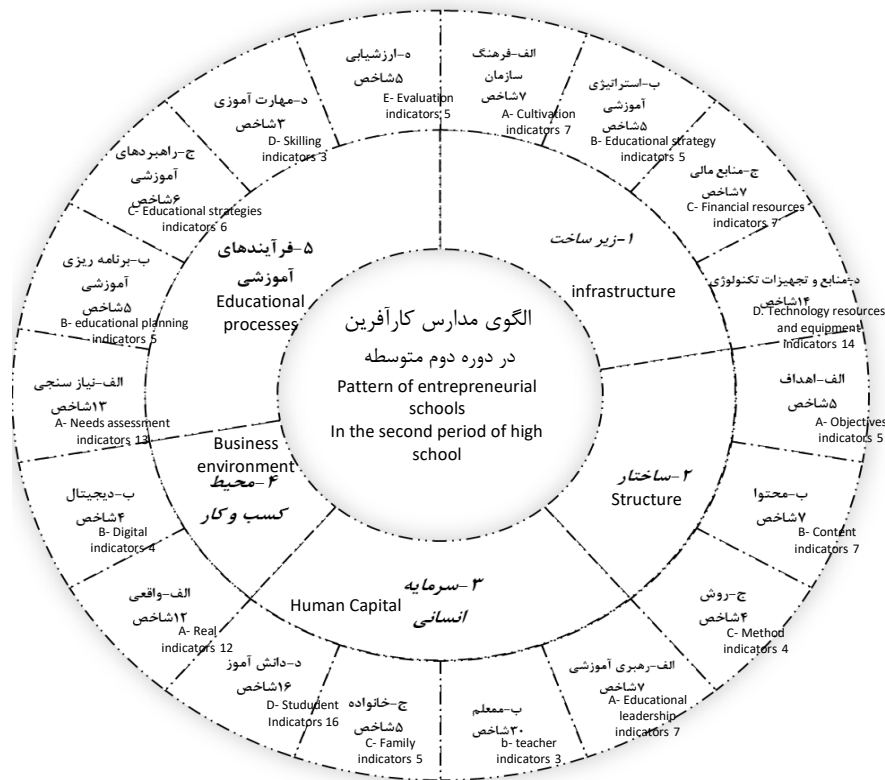 الگوی مدارس کارآفرین
در دوره دوم متوسطه
Pattern of entrepreneurial
schools
In the second period of high
school
۱-زیر ساخت
infrastructure
الف-فرهنگ
سازمان
۷شاخص
A- Cultivation
indicators 7
ب-استراتیژی
آموزشی
۵شاخص
B- Educational strategy
indicators 5
ج-منابع مالی
۷شاخص
C- Financial resources
indicators 7
د-منابع و تجهیزات تکنولوژی
۱۴شاخص
D. Technology resources
and equipment
Indicators 14
۲-ساختار
Structure
الف-اهداف
۵شاخص
A- Objectives
indicators 5
ب-محتوا
۷شاخص
B- Content
indicators 7
ج-روش
۴شاخص
C- Method
indicators 4
۳-سرمایه
انسانی
Human Capital
الف-رهبری آموزشی
۷شاخص
A- Educational
leadership
indicators 7
ب-ممعلم
۳۰شاخص
b- teacher
indicators 3
ج-خانواده
۵شاخص
C- Family
indicators 5
د-دانش آموز
۱۶شاخص
D- Stududent
Indicators 16
Business
environment
۴-محیط
کسب و کار
الف-واقعی
۱۲شاخص
A- Real
indicators 12
ب-دیجیتال
۴شاخص
B- Digital
indicators 4
۵-فرآیندهای
آموزشی
Educational
processes
الف-نیاز سنجی
۱۳شاخص
A- Needs assessment
indicators 13
ب-برنامه ریزی
آموزشی
۵شاخص
B- educational planning
indicators 5
ج-راهبردهای
آموزشی
۶شاخص
C- Educational strategies
indicators 6
د-مهارت آموزی
۳شاخص
D- Skilling
indicators 3
ه-ارزشیابی
۵شاخص
E- Evaluation
indicators 5